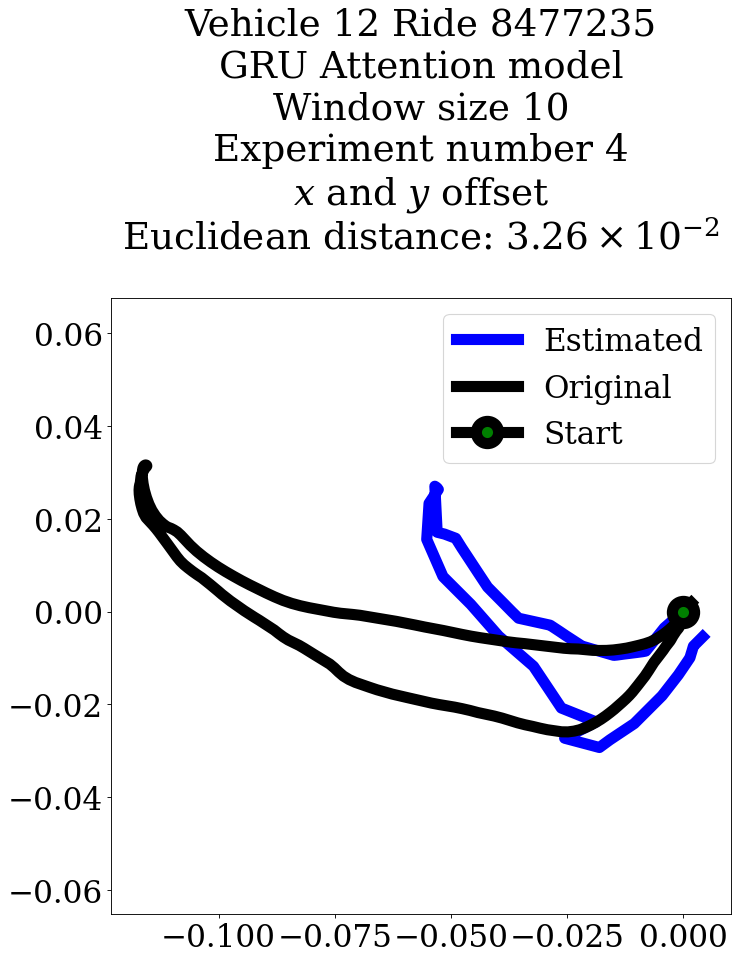 Vehicle 12 Ride 8477235
GRU Attention model
Window size 10
Experiment number 4
x and y offset
Euclidean distance: 3.26 × 10⁻²
Estimated
Original
Start
0.06
0.04
0.02
0.00
−0.02
−0.04
−0.06
−0.100 −0.075 −0.050 −0.025 0.000